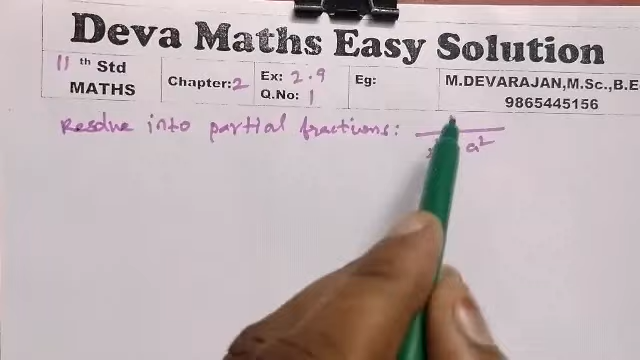 Deva Maths Easy Solution
11 th Std
MATHS
Chapter: 2
Ex: 2.9
Q.No: 1
Eg:
M.DEVARAJAN,M.Sc.,B.E
9865445156
Resolve into partial fractions:
a²